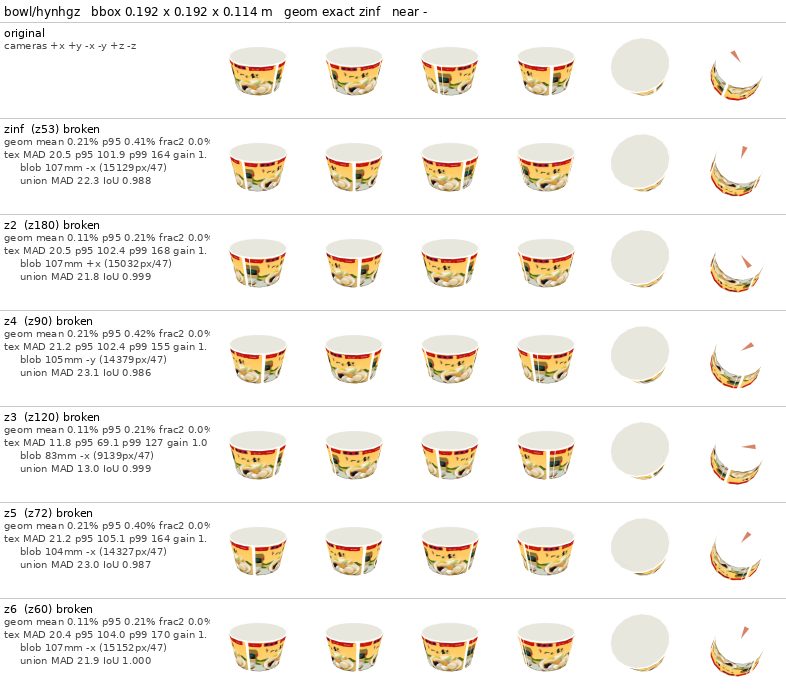 bowl/hynhgz   bbox 0.192 x 0.192 x 0.114 m   geom exact zinf   near -
original
cameras +x +y -x -y +z -z
zinf  (z53) broken
geom mean 0.21% p95 0.41% frac2 0.0%
tex MAD 20.5 p95 101.9 p99 164 gain 1.
blob 107mm -x (15129px/47)
union MAD 22.3 IoU 0.988
z2  (z180) broken
geom mean 0.11% p95 0.21% frac2 0.0%
tex MAD 20.5 p95 102.4 p99 168 gain 1.
blob 107mm +x (15032px/47)
union MAD 21.8 IoU 0.999
z4  (z90) broken
geom mean 0.21% p95 0.42% frac2 0.0%
tex MAD 21.2 p95 102.4 p99 155 gain 1.
blob 105mm -y (14379px/47)
union MAD 23.1 IoU 0.986
z3  (z120) broken
geom mean 0.11% p95 0.21% frac2 0.0%
tex MAD 11.8 p95 69.1 p99 127 gain 1.0
blob 83mm -x (9139px/47)
union MAD 13.0 IoU 0.999
z5  (z72) broken
geom mean 0.21% p95 0.40% frac2 0.0%
tex MAD 21.2 p95 105.1 p99 164 gain 1.
blob 104mm -x (14327px/47)
union MAD 23.0 IoU 0.987
z6  (z60) broken
geom mean 0.11% p95 0.21% frac2 0.0%
tex MAD 20.4 p95 104.0 p99 170 gain 1.
blob 107mm -x (15152px/47)
union MAD 21.9 IoU 1.000